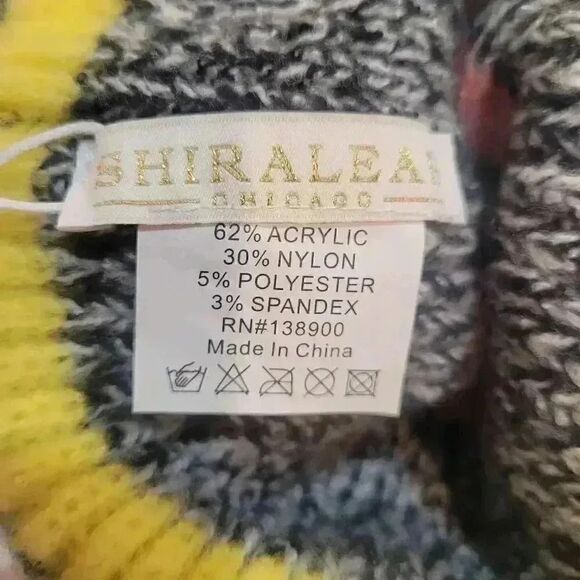 SHIRALEAH
CHICAGO
62% ACRYLIC
30% NYLON
5% POLYESTER
3% SPANDEX
RN#138900
Made In China